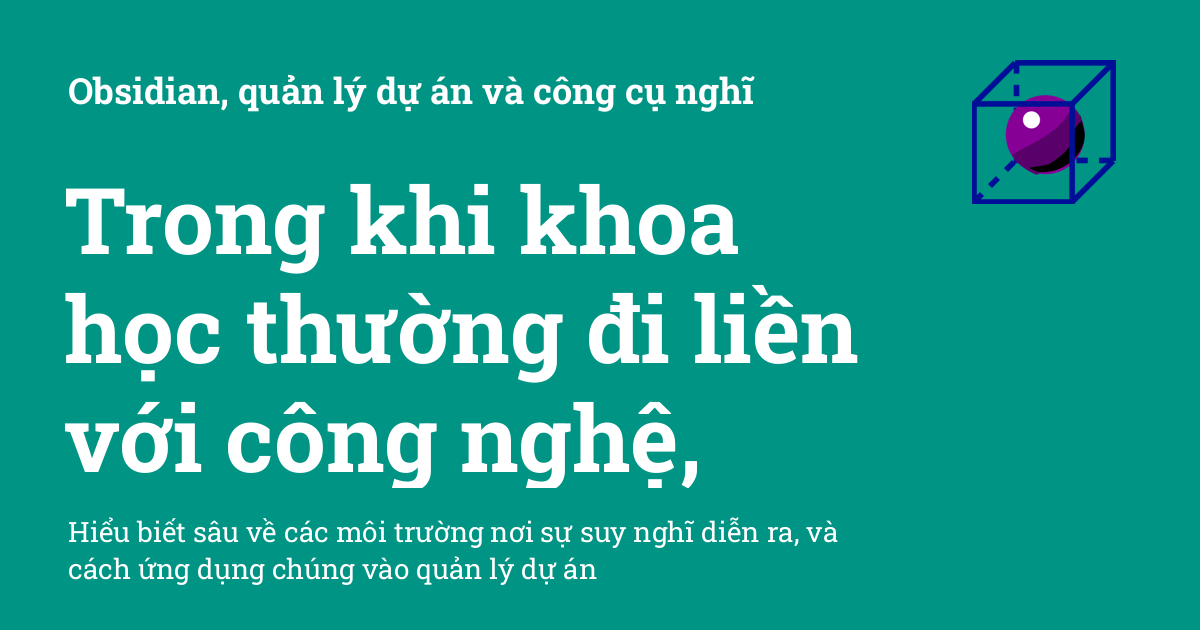 Obsidian, quản lý dự án và công cụ nghĩ
Trong khi khoa
học thường đi liền
với công nghệ,
Hiểu biết sâu về các môi trường nơi sự suy nghĩ diễn ra, và
cách ứng dụng chúng vào quản lý dự án